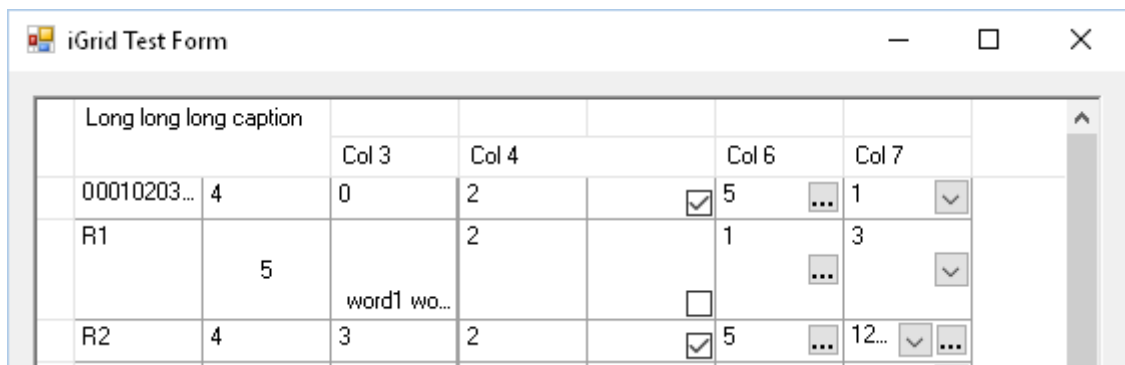 iGrid Test Form
Long long long caption
Col 3 Col 4 Col 6 Col 7
00010203... 4 0 2 5 ... 1
R1 5 word1 wo... 2 1 ... 3
R2 4 3 2 5 ... 12... ...